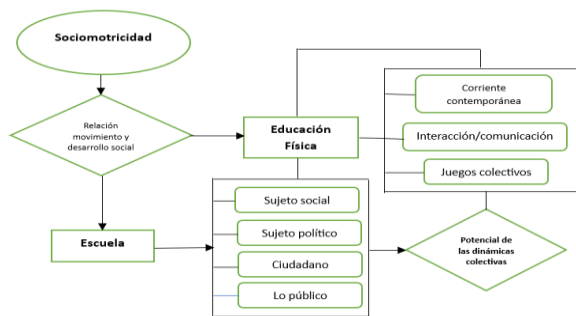 Sociomotricidad
Relación
movimiento y
desarrollo social
Escuela
Educación
Física
Sujeto social
Sujeto político
Ciudadano
Lo público
Corriente
contemporánea
Interacción/comunicación
Juegos colectivos
Potencial de
las dinámicas
colectivas